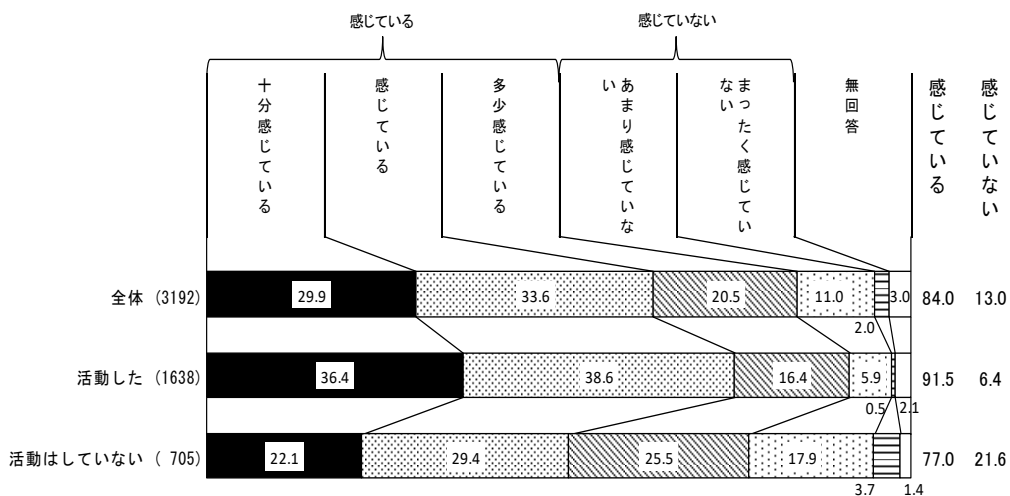 感じている
感じていない
十分感じている
感じている
多少感じている
あまり感じていな
い
まったく感じてい
ない
無回答
感じている
感じていない
全体 (3192)
29.9
33.6
20.5
11.0
2.0
3.0
84.0
13.0
活動した (1638)
36.4
38.6
16.4
5.9
0.5
2.1
91.5
6.4
活動はしていない ( 705)
22.1
29.4
25.5
17.9
3.7
1.4
77.0
21.6